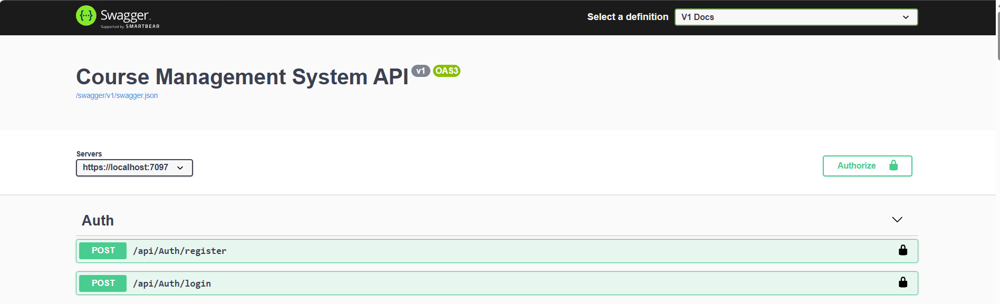 Swagger
Supported by SMARTBEAR
Select a definition
V1 Docs
Course Management System API v1 OAS3
/swagger/v1/swagger.json
Servers
https://localhost:7097
Authorize
Auth
POST /api/Auth/register
POST /api/Auth/login